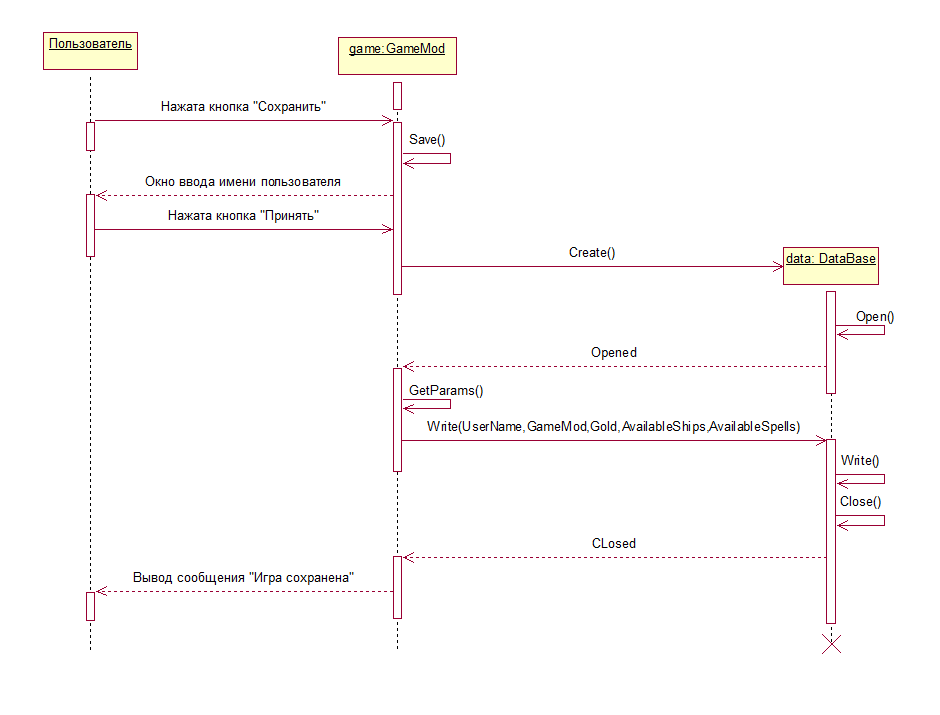 Пользователь
game:GameMod
Нажата кнопка "Сохранить"
Save()
Окно ввода имени пользователя
Нажата кнопка "Принять"
Create()
data: DataBase
Open()
Opened
GetParams()
Write(UserName,GameMod,Gold,AvailableShips,AvailableSpells)
Write()
Close()
CLosed
Вывод сообщения "Игра сохранена"